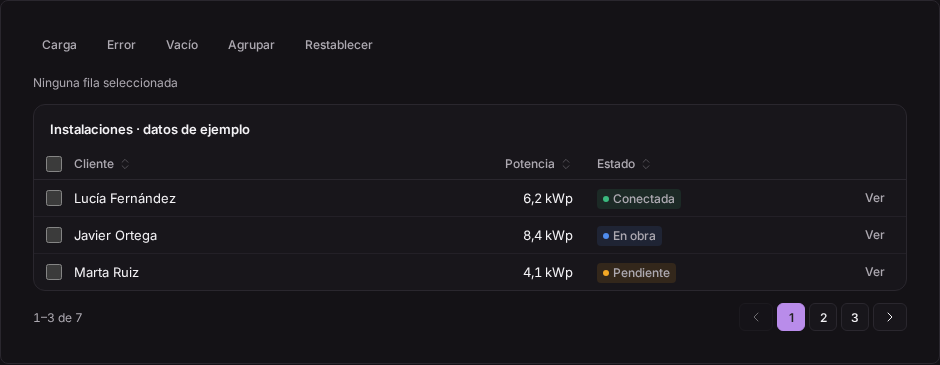 Carga Error Vacío Agrupar Restablecer
Ninguna fila seleccionada
Instalaciones · datos de ejemplo
Cliente Potencia Estado
Lucía Fernández 6,2 kWp Conectada Ver
Javier Ortega 8,4 kWp En obra Ver
Marta Ruiz 4,1 kWp Pendiente Ver
1–3 de 7 1 2 3